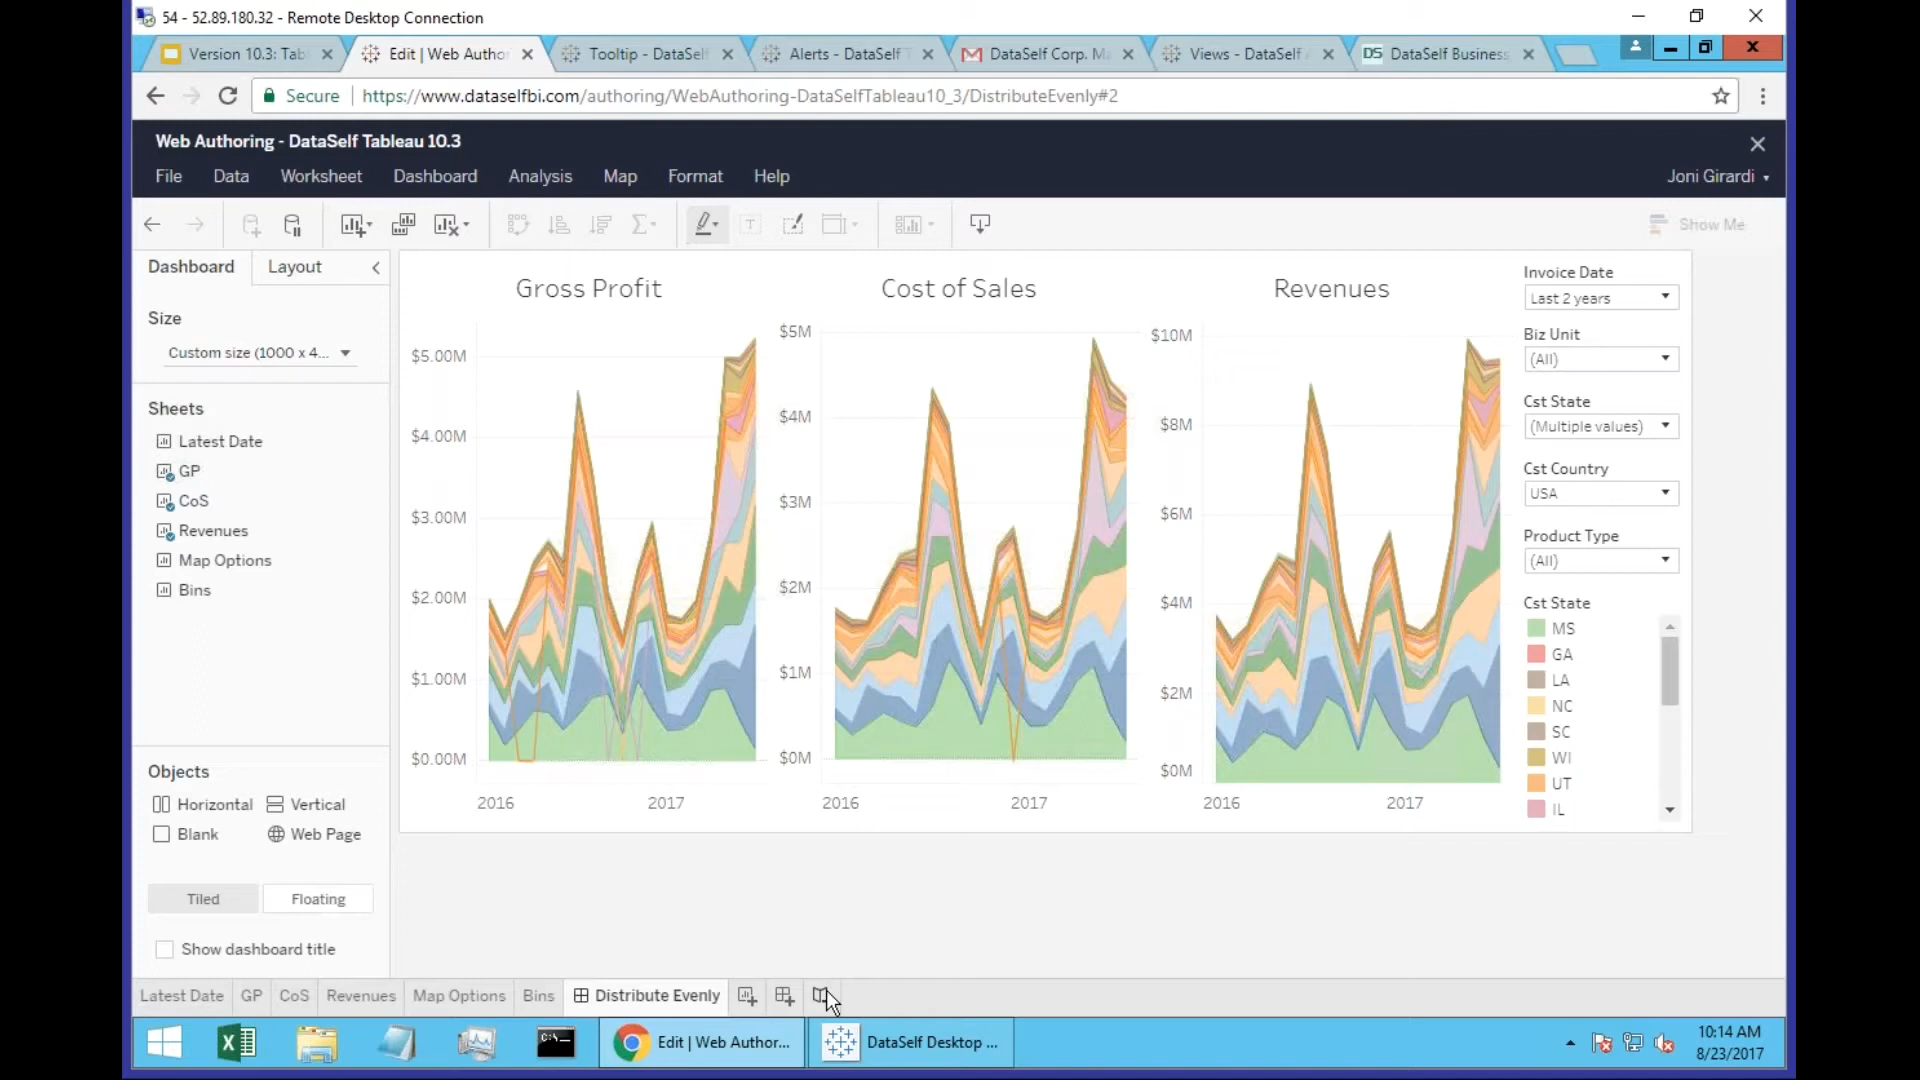 54 - 52.89.180.32 - Remote Desktop Connection
Version 10.3: Tab
Edit | Web Autho
Tooltip - DataSelf
Alerts - DataSelf T
DataSelf Corp. Ma
Views - DataSelf
DS DataSelf Business
Secure https://www.dataselfbi.com/authoring/WebAuthoring-DataSelfTableau10_3/DistributeEvenly#2
Web Authoring - DataSelf Tableau 10.3
File Data Worksheet Dashboard Analysis Map Format Help Joni Girardi
Show Me
Dashboard Layout
Size
Custom size (1000 x 4...
Sheets
Latest Date
GP
CoS
Revenues
Map Options
Bins
Objects
Horizontal Vertical
Blank Web Page
Tiled Floating
Show dashboard title
Gross Profit
$5.00M
$4.00M
$3.00M
$2.00M
$1.00M
$0.00M
2016 2017
Cost of Sales
$5M
$4M
$3M
$2M
$1M
$0M
2016 2017
Revenues
$10M
$8M
$6M
$4M
$2M
$0M
2016 2017
Invoice Date
Last 2 years
Biz Unit
(All)
Cst State
(Multiple values)
Cst Country
USA
Product Type
(All)
Cst State
MS
GA
LA
NC
SC
WI
UT
IL
Latest Date GP CoS Revenues Map Options Bins Distribute Evenly
C:\_
Edit | Web Author...
DataSelf Desktop ...
10:14 AM
8/23/2017